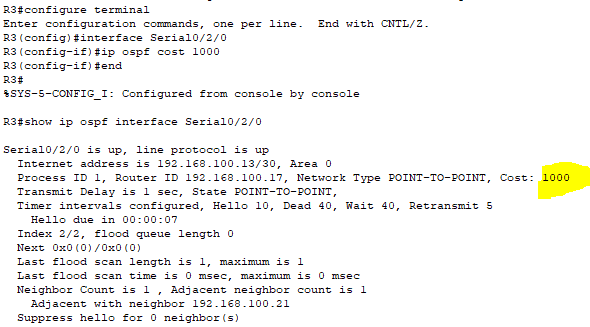 R3#configure terminal
Enter configuration commands, one per line.  End with CNTL/Z.
R3(config)#interface Serial0/2/0
R3(config-if)#ip ospf cost 1000
R3(config-if)#end
R3#
%SYS-5-CONFIG_I: Configured from console by console

R3#show ip ospf interface Serial0/2/0

Serial0/2/0 is up, line protocol is up
  Internet address is 192.168.100.13/30, Area 0
  Process ID 1, Router ID 192.168.100.17, Network Type POINT-TO-POINT, Cost: 1000
  Transmit Delay is 1 sec, State POINT-TO-POINT,
  Timer intervals configured, Hello 10, Dead 40, Wait 40, Retransmit 5
    Hello due in 00:00:07
  Index 2/2, flood queue length 0
  Next 0x0(0)/0x0(0)
  Last flood scan length is 1, maximum is 1
  Last flood scan time is 0 msec, maximum is 0 msec
  Neighbor Count is 1 , Adjacent neighbor count is 1
    Adjacent with neighbor 192.168.100.21
  Suppress hello for 0 neighbor(s)